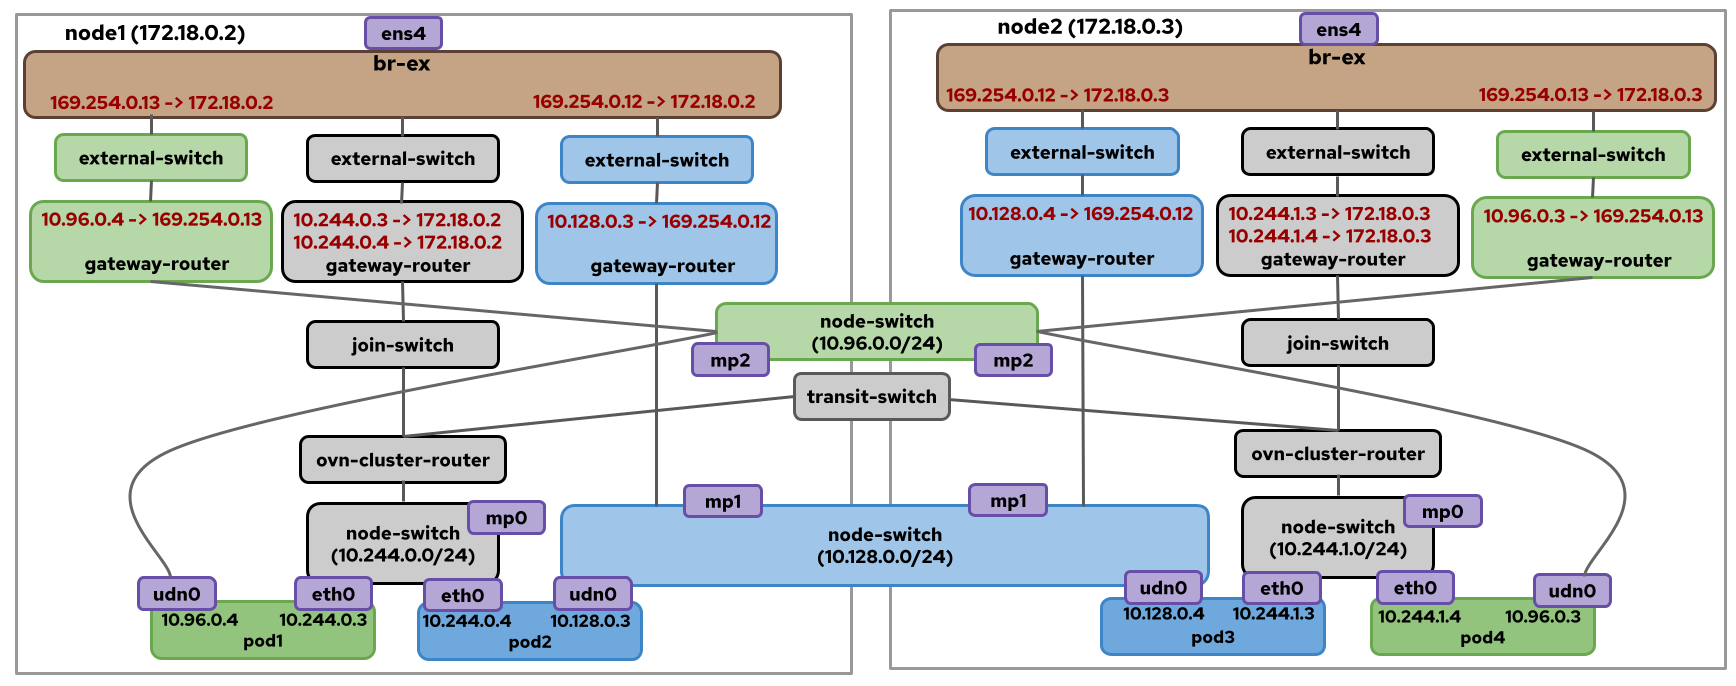 node1 (172.18.0.2)
ens4
br-ex
169.254.0.13 -> 172.18.0.2
169.254.0.12 -> 172.18.0.2
external-switch
external-switch
external-switch
10.96.0.4 -> 169.254.0.13
gateway-router
10.244.0.3 -> 172.18.0.2
10.244.0.4 -> 172.18.0.2
gateway-router
10.128.0.3 -> 169.254.0.12
gateway-router
join-switch
ovn-cluster-router
node-switch
(10.244.0.0/24)
mp0
udn0
eth0
10.96.0.4
10.244.0.3
pod1
eth0
udn0
10.244.0.4
10.128.0.3
pod2
node-switch
(10.96.0.0/24)
mp2
mp2
transit-switch
mp1
mp1
node-switch
(10.128.0.0/24)
node2 (172.18.0.3)
ens4
br-ex
169.254.0.12 -> 172.18.0.3
169.254.0.13 -> 172.18.0.3
external-switch
external-switch
external-switch
10.128.0.4 -> 169.254.0.12
gateway-router
10.244.1.3 -> 172.18.0.3
10.244.1.4 -> 172.18.0.3
gateway-router
10.96.0.3 -> 169.254.0.13
gateway-router
join-switch
ovn-cluster-router
node-switch
(10.244.1.0/24)
mp0
udn0
eth0
10.128.0.4
10.244.1.3
pod3
eth0
udn0
10.244.1.4
10.96.0.3
pod4